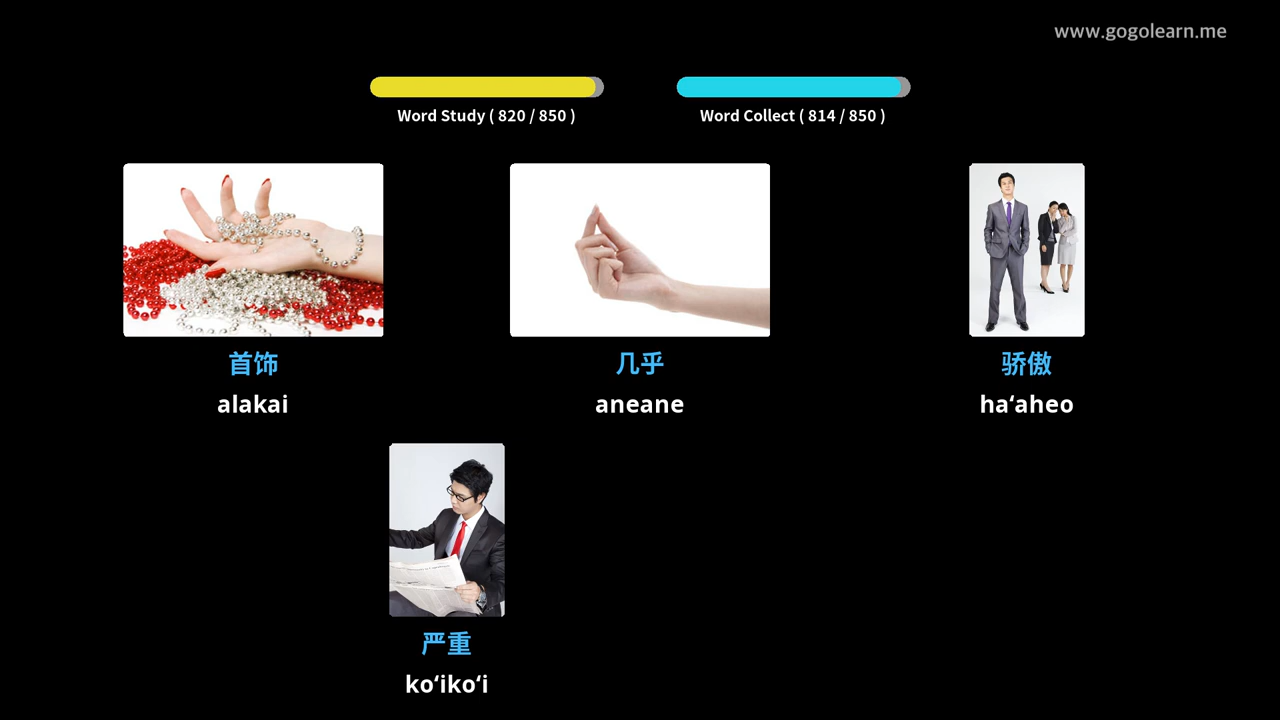 www.gogolearn.me
Word Study ( 820 / 850 )
Word Collect ( 814 / 850 )
首饰
alakai
几乎
aneane
骄傲
haʻaheo
严重
koʻikoʻi